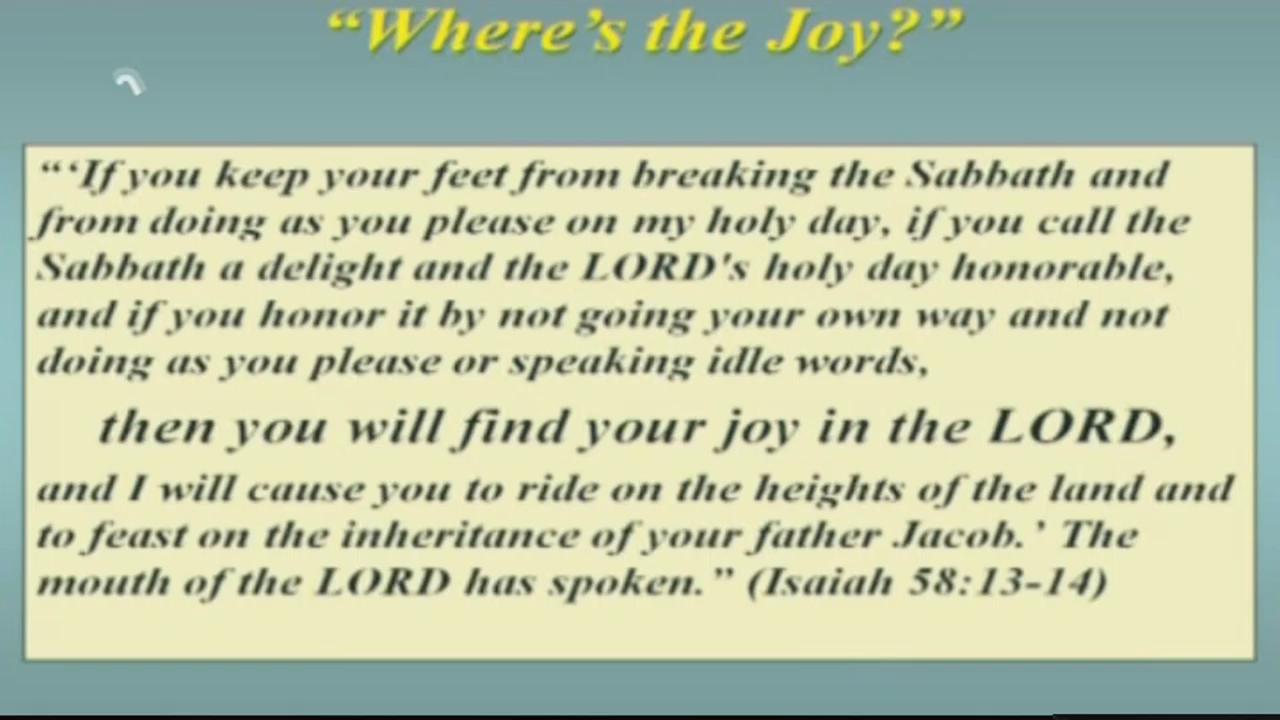 “Where’s the Joy?”
“‘If you keep your feet from breaking the Sabbath and
from doing as you please on my holy day, if you call the
Sabbath a delight and the LORD's holy day honorable,
and if you honor it by not going your own way and not
doing as you please or speaking idle words,
then you will find your joy in the LORD,
and I will cause you to ride on the heights of the land and
to feast on the inheritance of your father Jacob.’ The
mouth of the LORD has spoken.” (Isaiah 58:13-14)